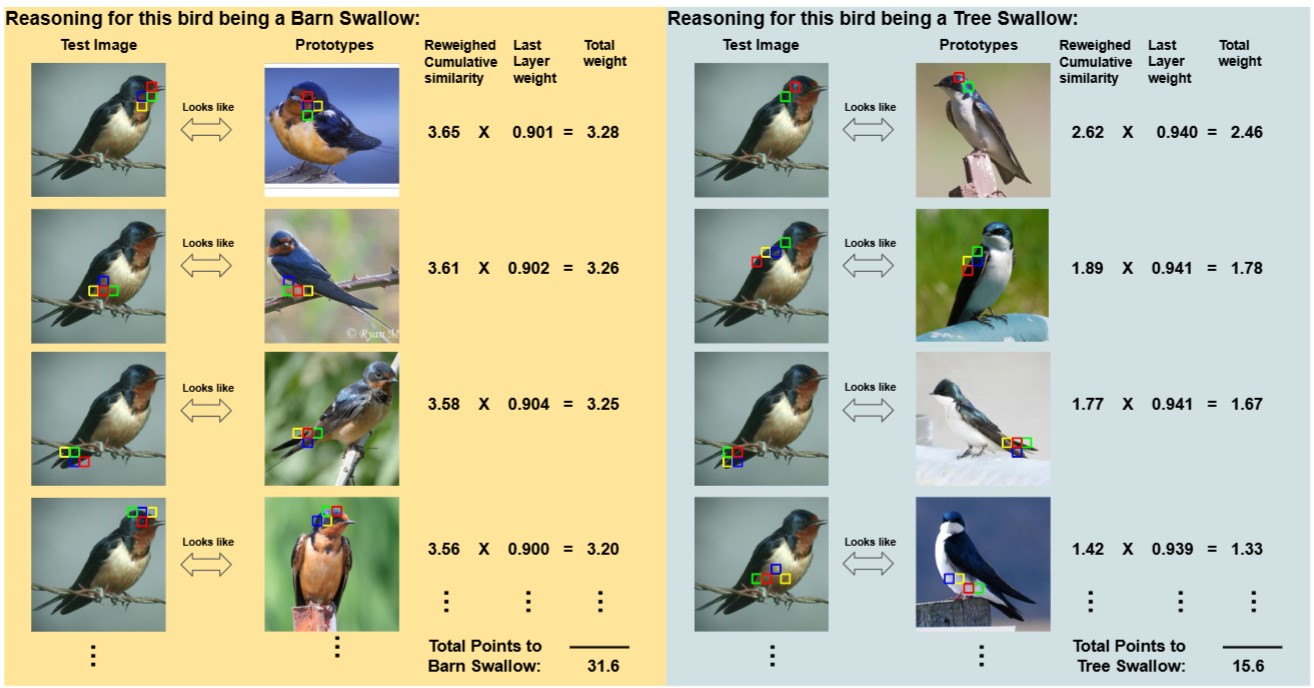 Reasoning for this bird being a Barn Swallow:
Test Image
Prototypes
Reweighed
Cumulative
similarity
Last
Layer
weight
Total
weight
Looks like
3.65 X 0.901 = 3.28
Looks like
3.61 X 0.902 = 3.26
© Ryan M
Looks like
3.58 X 0.904 = 3.25
Looks like
3.56 X 0.900 = 3.20
Total Points to
Barn Swallow: 31.6
Reasoning for this bird being a Tree Swallow:
Test Image
Prototypes
Reweighed
Cumulative
similarity
Last
Layer
weight
Total
weight
Looks like
2.62 X 0.940 = 2.46
Looks like
1.89 X 0.941 = 1.78
Looks like
1.77 X 0.941 = 1.67
Looks like
1.42 X 0.939 = 1.33
Total Points to
Tree Swallow: 15.6